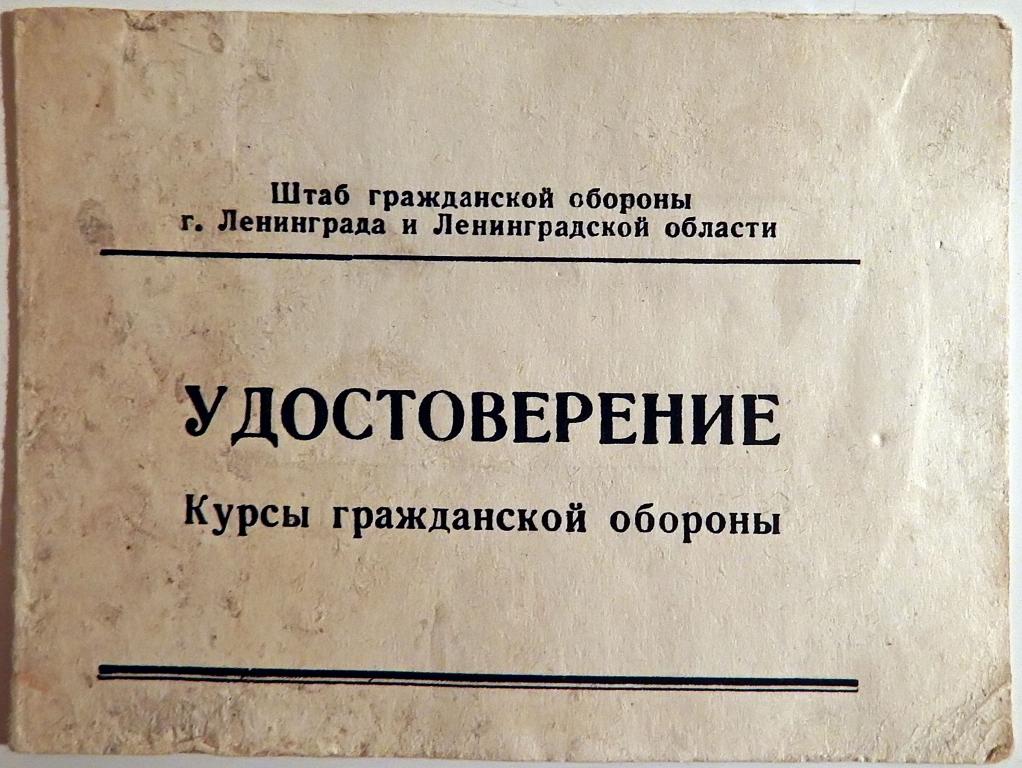 Штаб гражданской обороны
г. Ленинграда и Ленинградской области
УДОСТОВЕРЕНИЕ
Курсы гражданской обороны